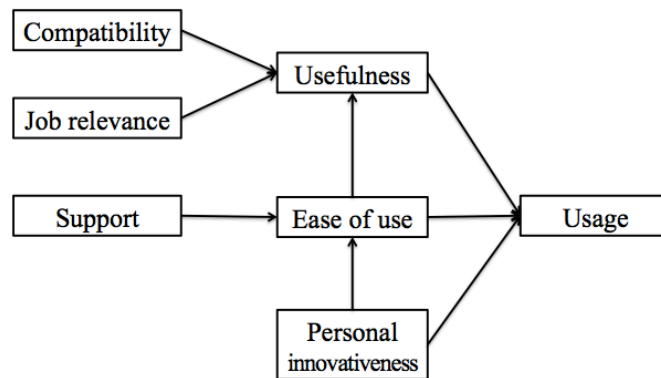 Compatibility
Usefulness
Job relevance
Support
Ease of use
Usage
Personal
innovativeness